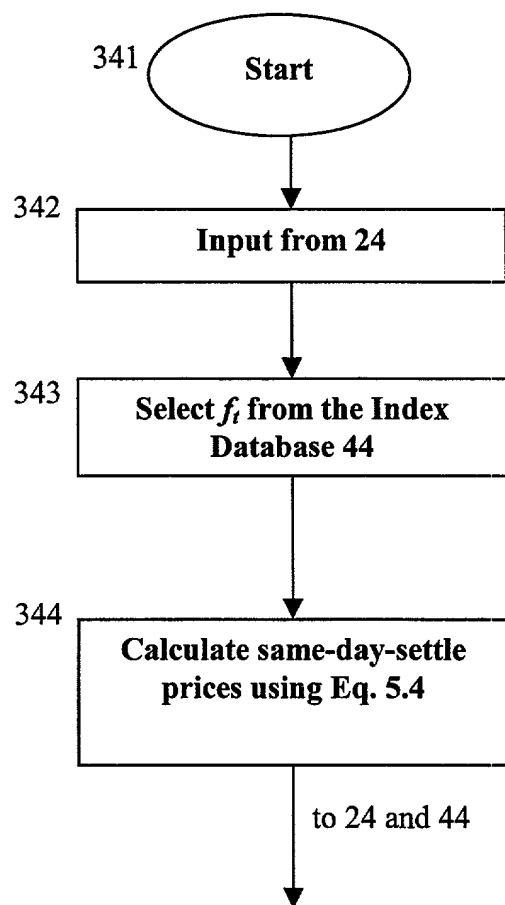 341
Start
342
Input from 24
343
Select fₜ from the Index
Database 44
344
Calculate same-day-settle
prices using Eq. 5.4
to 24 and 44